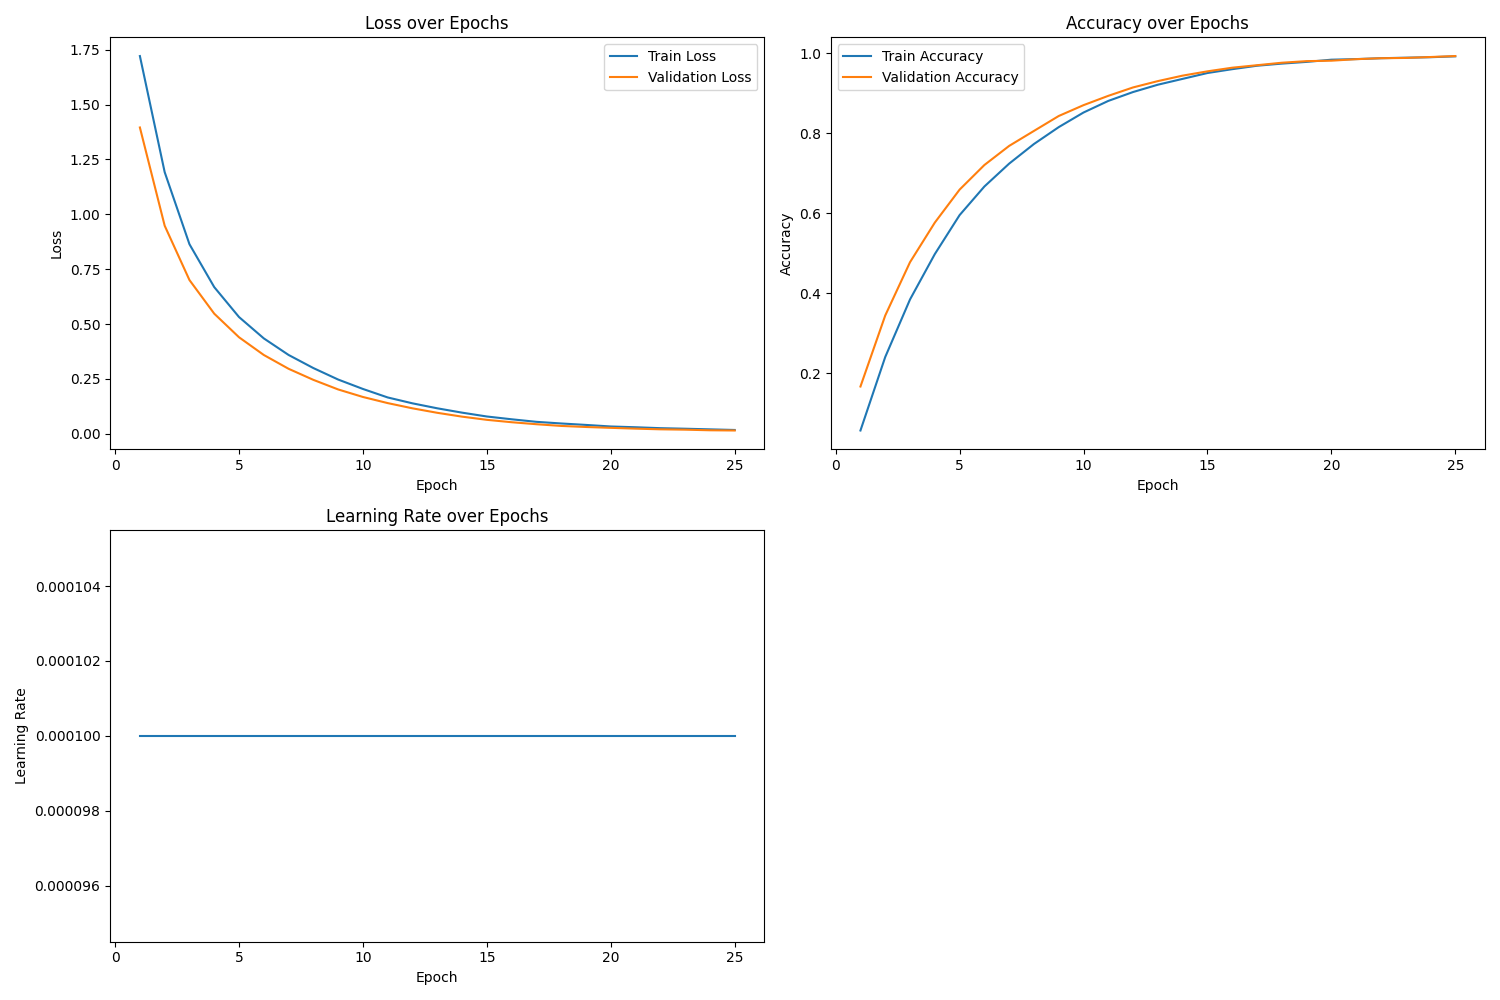 Loss over Epochs
Train Loss
Validation Loss
1.75
1.50
1.25
1.00
0.75
0.50
0.25
0.00
Loss
0 5 10 15 20 25
Epoch
Accuracy over Epochs
Train Accuracy
Validation Accuracy
1.0
0.8
0.6
0.4
0.2
Accuracy
0 5 10 15 20 25
Epoch
Learning Rate over Epochs
0.000104
0.000102
0.000100
0.000098
0.000096
Learning Rate
0 5 10 15 20 25
Epoch